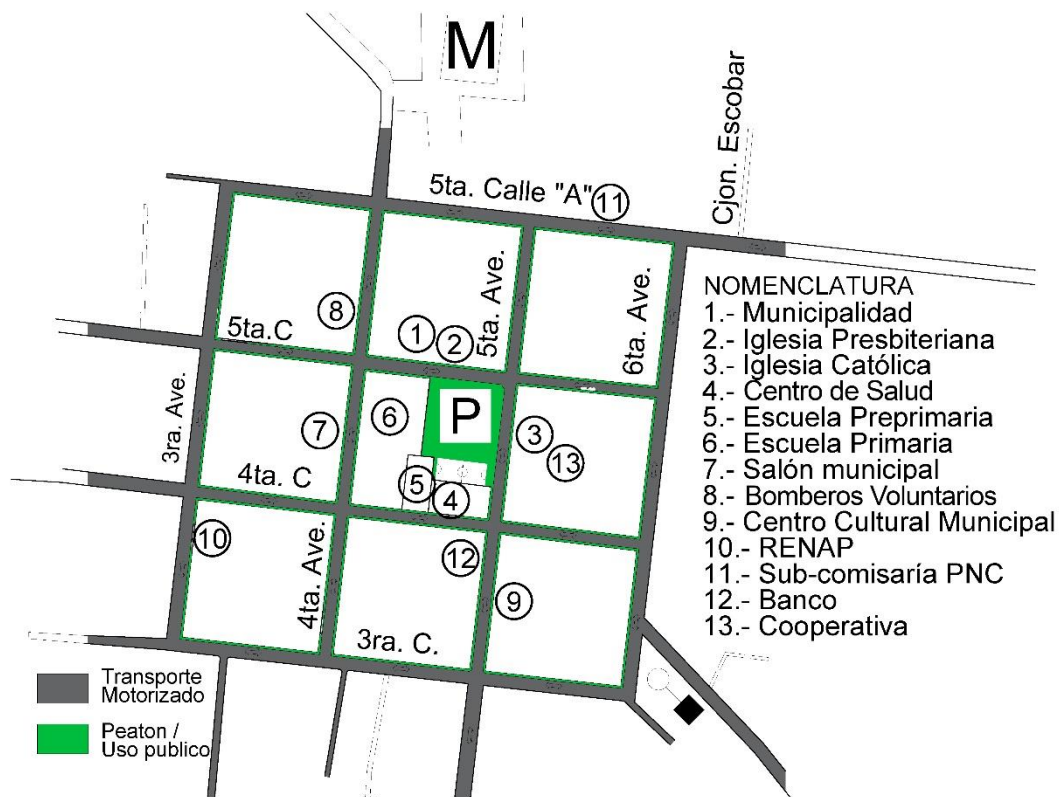 M
Cjon. Escobar
5ta. Calle "A"
11
5ta. Ave.
6ta. Ave.
8
5ta.C
1
2
3ra. Ave.
6
P
7
3
13
4ta. C
5
4
10
4ta. Ave.
12
9
3ra. C.
NOMENCLATURA
1.- Municipalidad
2.- Iglesia Presbiteriana
3.- Iglesia Católica
4.- Centro de Salud
5.- Escuela Preprimaria
6.- Escuela Primaria
7.- Salón municipal
8.- Bomberos Voluntarios
9.- Centro Cultural Municipal
10.- RENAP
11.- Sub-comisaría PNC
12.- Banco
13.- Cooperativa
Transporte
Motorizado
Peaton /
Uso publico